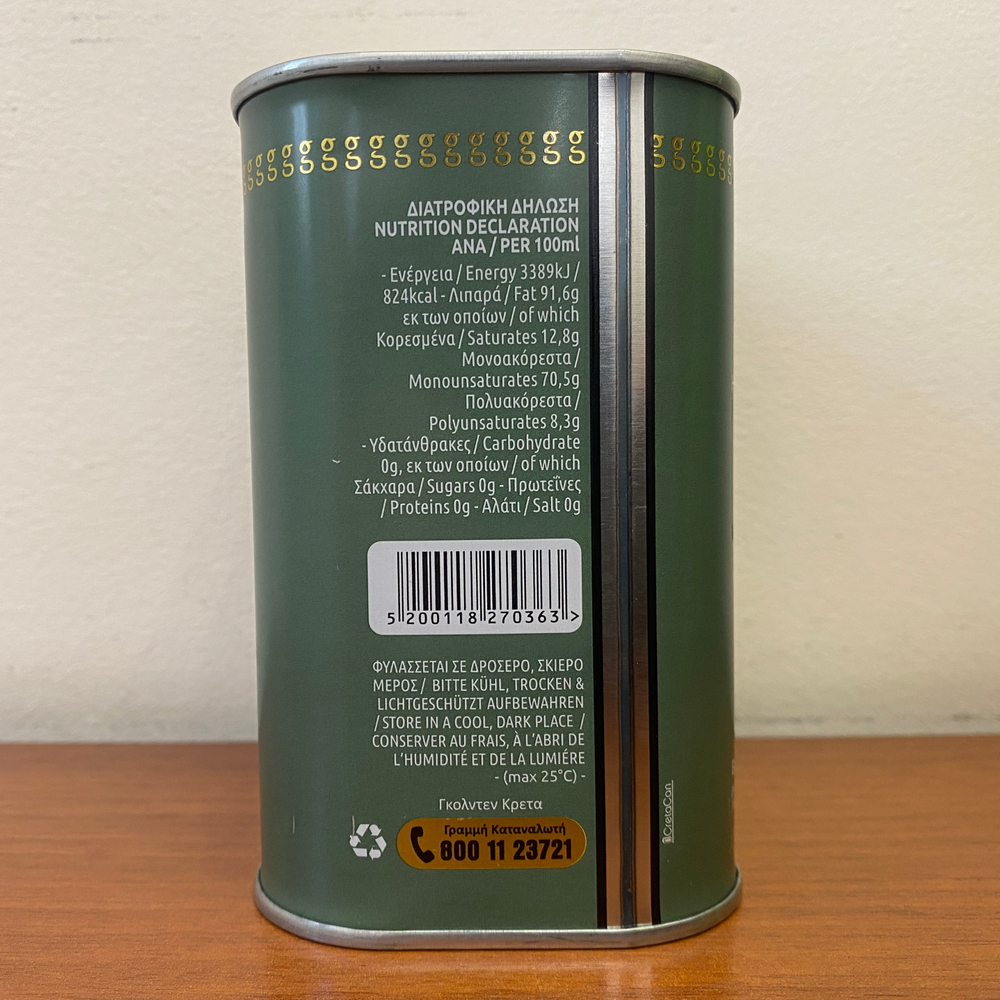 ΔΙΑΤΡΟΦΙΚΗ ΔΗΛΩΣΗ
NUTRITION DECLARATION
ΑΝΑ / PER 100ml
- Ενέργεια / Energy 3389kJ /
824kcal - Λιπαρά / Fat 91,6g
εκ των οποίων / of which
Κορεσμένα / Saturates 12,8g
Μονοακόρεστα /
Monounsaturates 70,5g
Πολυακόρεστα /
Polyunsaturates 8,3g
- Υδατάνθρακες / Carbohydrate
0g, εκ των οποίων / of which
Σάκχαρα / Sugars 0g - Πρωτεΐνες
/ Proteins 0g - Αλάτι / Salt 0g
5 200118 270363 >
ΦΥΛΑΣΣΕΤΑΙ ΣΕ ΔΡΟΣΕΡΟ, ΣΚΙΕΡΟ
ΜΕΡΟΣ / BITTE KÜHL, TROCKEN &
LICHTGESCHÜTZT AUFBEWAHREN
/ STORE IN A COOL, DARK PLACE /
CONSERVER AU FRAIS, À L'ABRI DE
L'HUMIDITÉ ET DE LA LUMIÉRE
- (max 25°C) -
Γκολντεν Κρετα
Γραμμή Καταναλωτή
800 11 23721
CretaCan